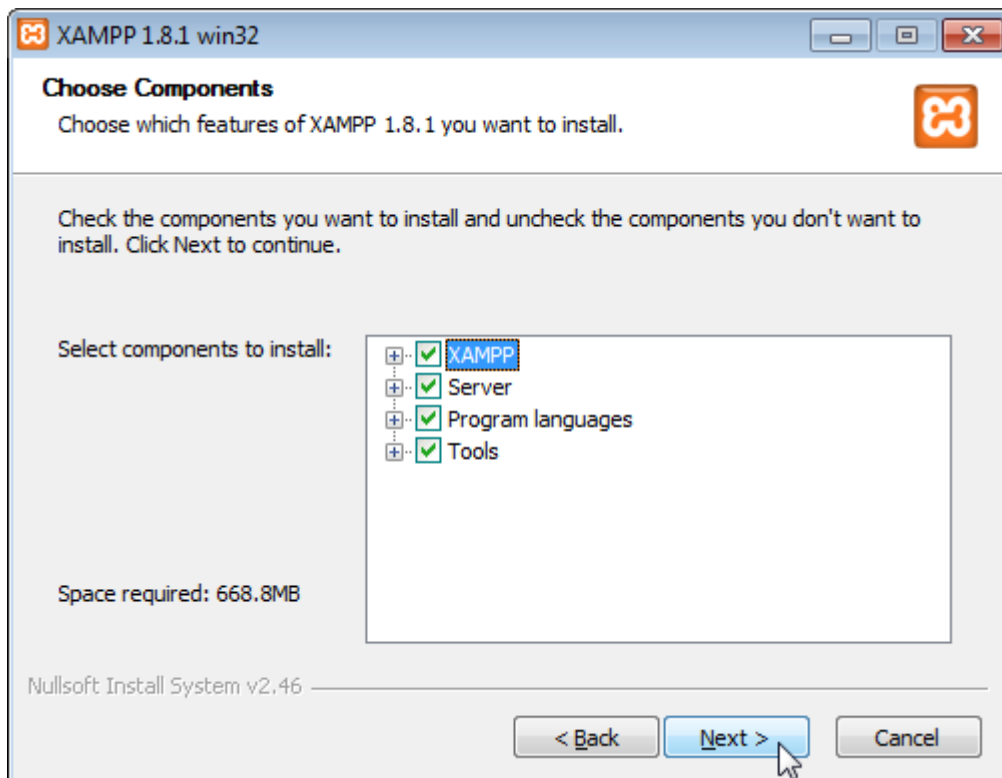 XAMPP 1.8.1 win32
Choose Components
Choose which features of XAMPP 1.8.1 you want to install.
Check the components you want to install and uncheck the components you don't want to
install. Click Next to continue.
Select components to install:
XAMPP
Server
Program languages
Tools
Space required: 668.8MB
Nullsoft Install System v2.46
< Back
Next >
Cancel